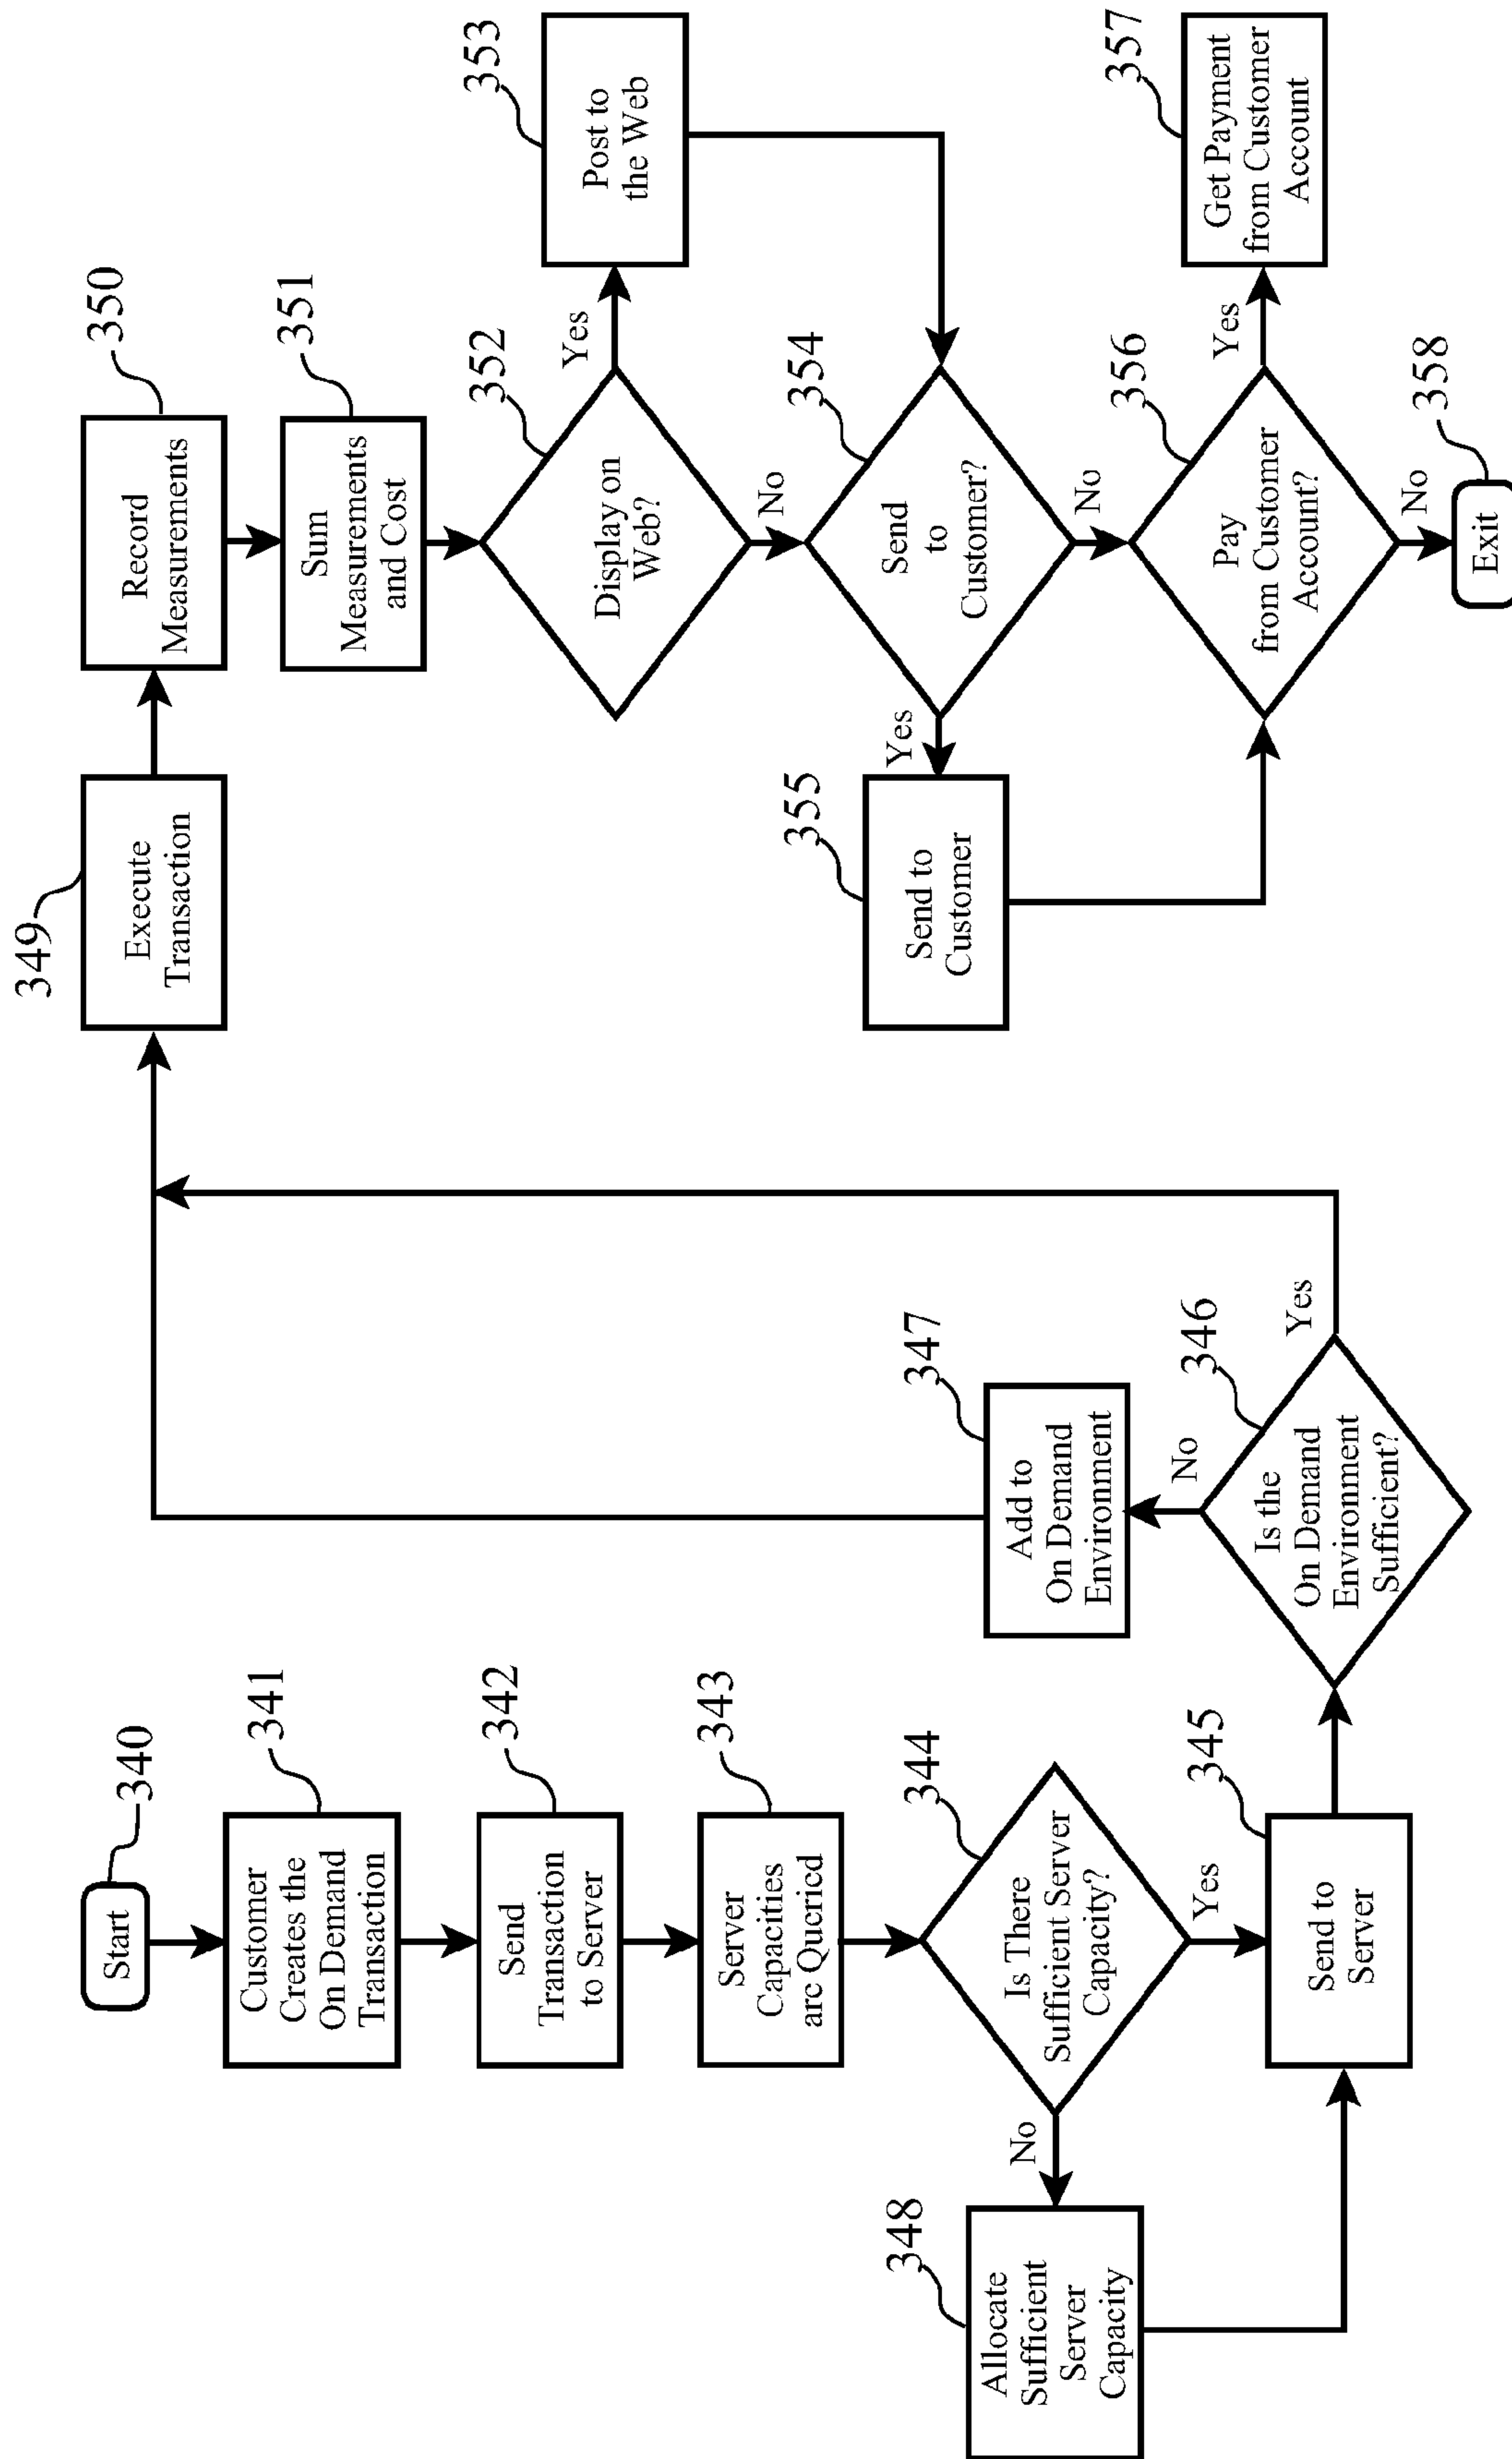 340
Start
341
Customer
Creates the
On Demand
Transaction
342
Send
Transaction
to Server
343
Server
Capacities
are Queried
344
Is There
Sufficient Server
Capacity?
No
Yes
348
Allocate
Sufficient
Server
Capacity
345
Send to
Server
346
Is the
On Demand
Environment
Sufficient?
No
Yes
347
Add to
On Demand
Environment
349
Execute
Transaction
350
Record
Measurements
351
Sum
Measurements
and Cost
352
Display on
Web?
Yes
No
353
Post to
the Web
354
Send
to
Customer?
Yes
No
355
Send to
Customer
356
Pay
from Customer
Account?
Yes
No
357
Get Payment
from Customer
Account
358
Exit